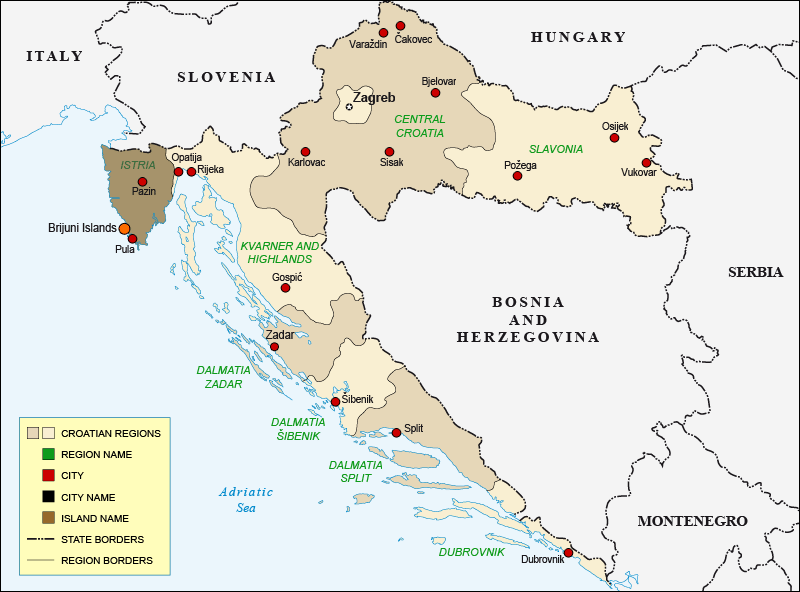 HUNGARY
ITALY
SLOVENIA
Varaždin
Čakovec
Bjelovar
Zagreb
CENTRAL
CROATIA
Osijek
SLAVONIA
Karlovac
Sisak
Požega
Vukovar
ISTRIA
Opatija
Rijeka
Pazin
Brijuni Islands
Pula
KVARNER AND
HIGHLANDS
Gospić
SERBIA
BOSNIA
AND
HERZEGOVINA
Zadar
DALMATIA
ZADAR
Šibenik
DALMATIA
ŠIBENIK
Split
DALMATIA
SPLIT
Adriatic
Sea
MONTENEGRO
DUBROVNIK
Dubrovnik
CROATIAN REGIONS
REGION NAME
CITY
CITY NAME
ISLAND NAME
STATE BORDERS
REGION BORDERS